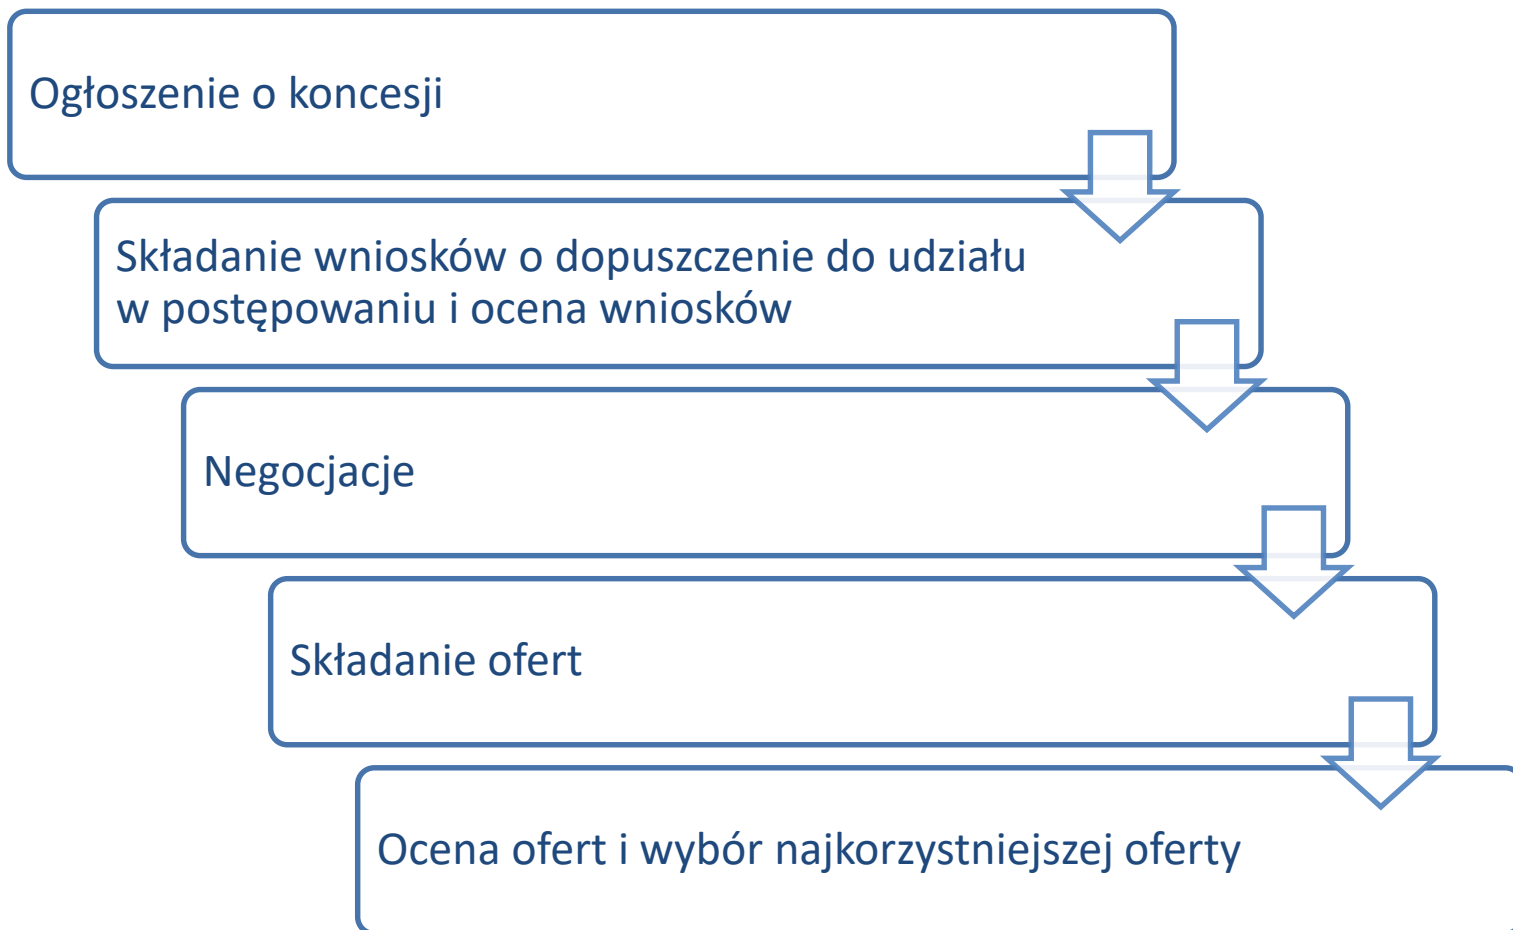 Ogłoszenie o koncesji
Składanie wniosków o dopuszczenie do udziału
w postępowaniu i ocena wniosków
Negocjacje
Składanie ofert
Ocena ofert i wybór najkorzystniejszej oferty